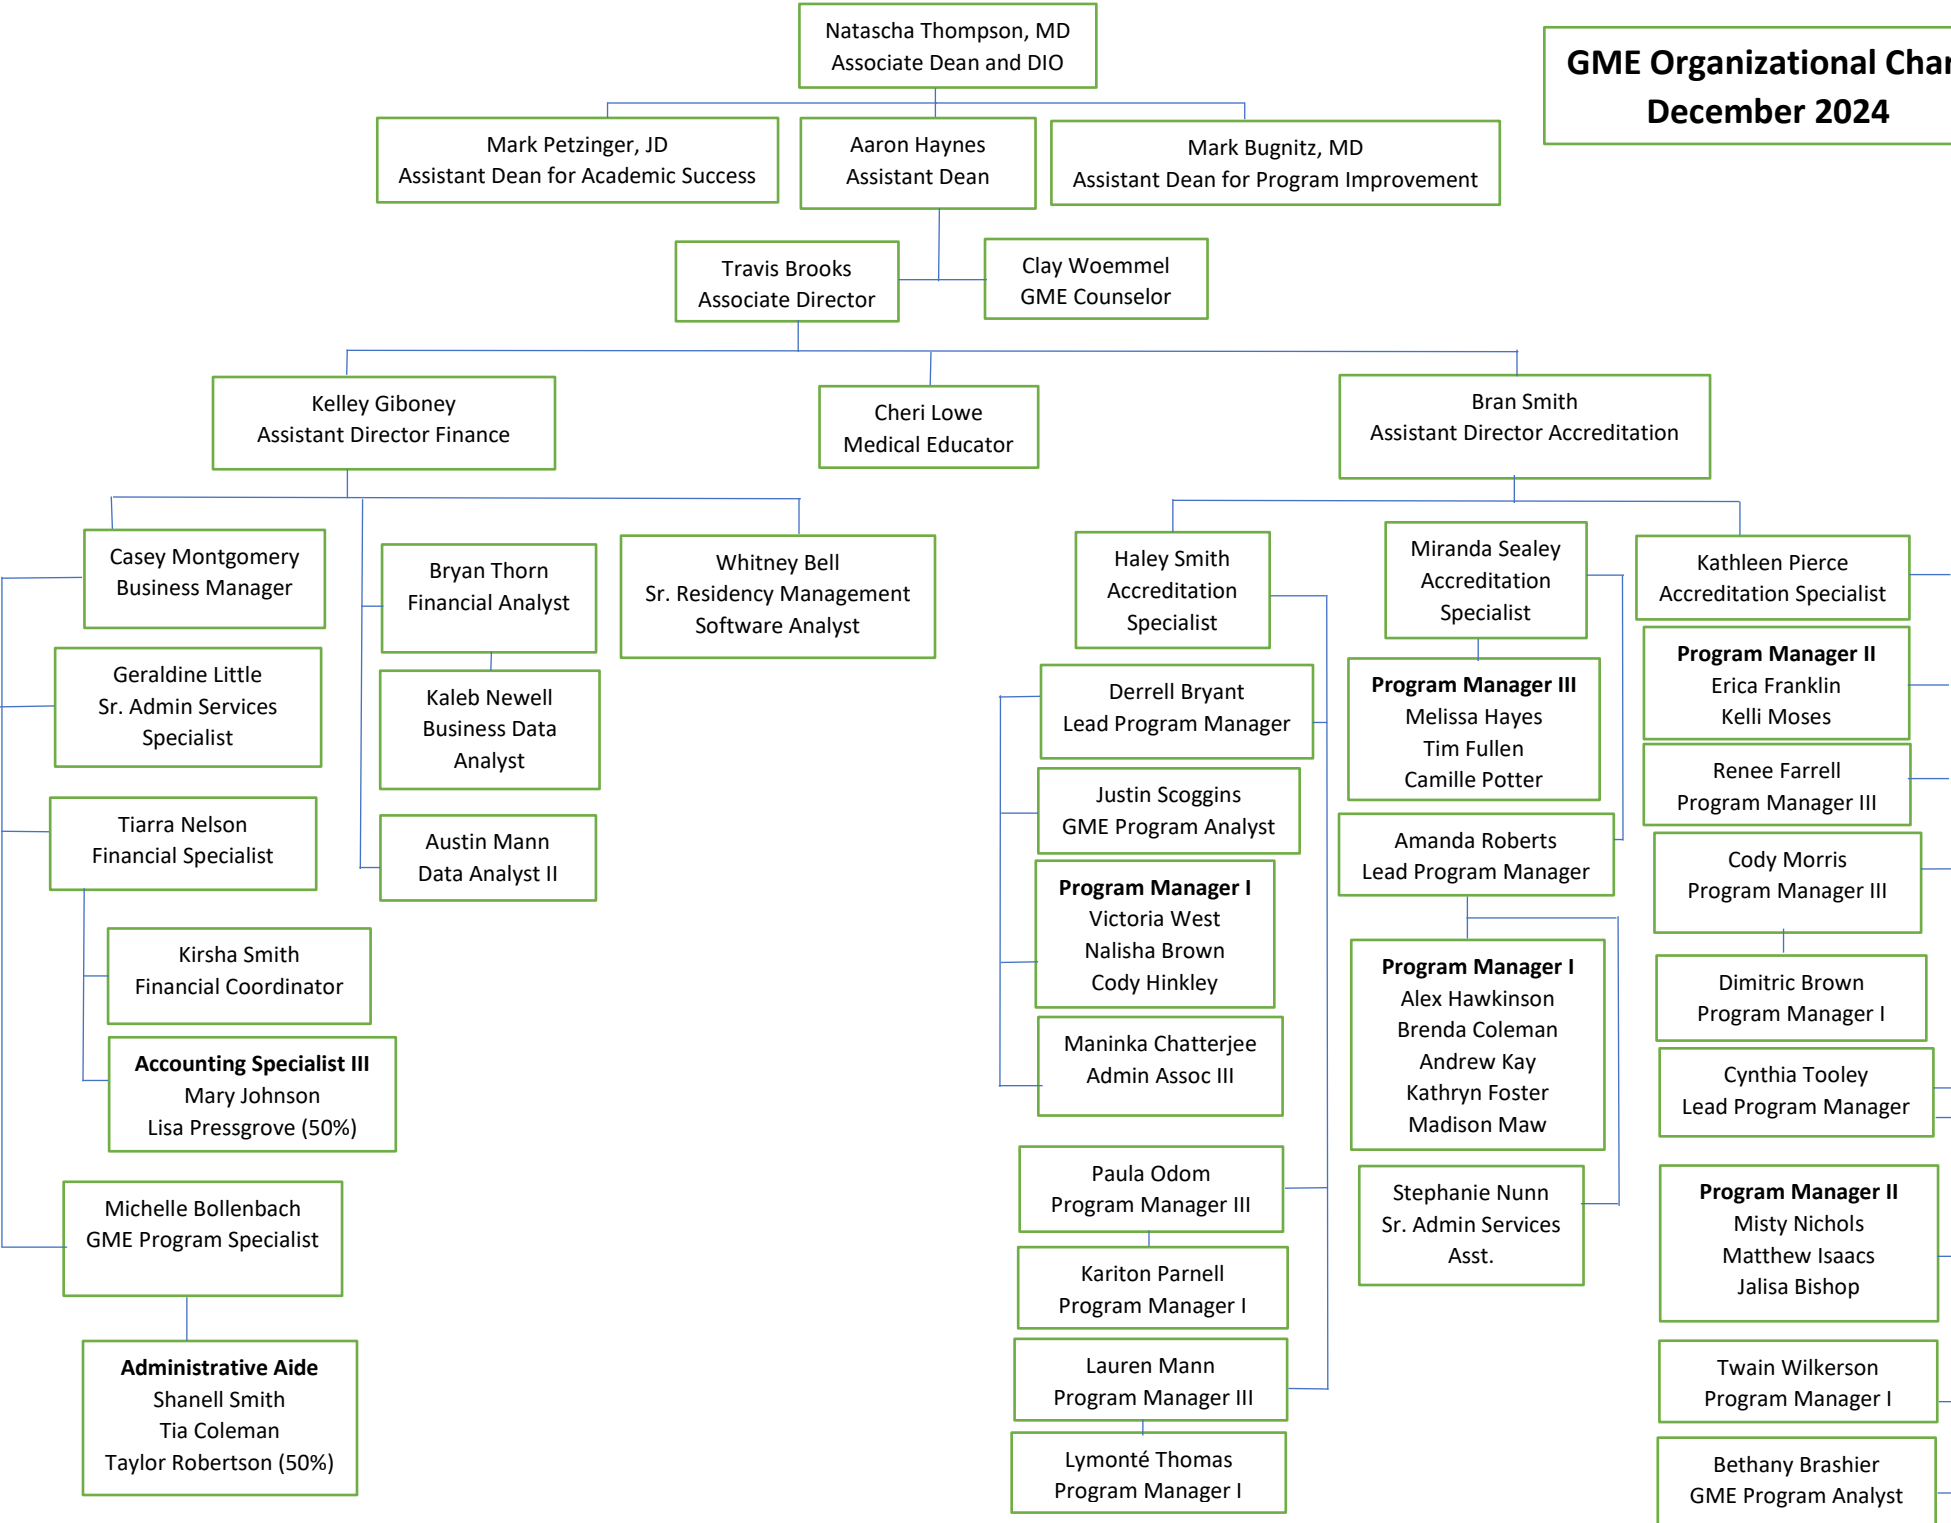 Natascha Thompson, MD
Associate Dean and DIO
GME Organizational Char
December 2024
Mark Petzinger, JD
Assistant Dean for Academic Success
Aaron Haynes
Assistant Dean
Mark Bugnitz, MD
Assistant Dean for Program Improvement
Travis Brooks
Associate Director
Clay Woemmel
GME Counselor
Kelley Giboney
Assistant Director Finance
Cheri Lowe
Medical Educator
Bran Smith
Assistant Director Accreditation
Casey Montgomery
Business Manager
Geraldine Little
Sr. Admin Services
Specialist
Tiarra Nelson
Financial Specialist
Kirsha Smith
Financial Coordinator
Accounting Specialist III
Mary Johnson
Lisa Pressgrove (50%)
Michelle Bollenbach
GME Program Specialist
Administrative Aide
Shanell Smith
Tia Coleman
Taylor Robertson (50%)
Bryan Thorn
Financial Analyst
Kaleb Newell
Business Data
Analyst
Austin Mann
Data Analyst II
Whitney Bell
Sr. Residency Management
Software Analyst
Haley Smith
Accreditation
Specialist
Derrell Bryant
Lead Program Manager
Justin Scoggins
GME Program Analyst
Program Manager I
Victoria West
Nalisha Brown
Cody Hinkley
Maninka Chatterjee
Admin Assoc III
Paula Odom
Program Manager III
Kariton Parnell
Program Manager I
Lauren Mann
Program Manager III
Lymonté Thomas
Program Manager I
Miranda Sealey
Accreditation
Specialist
Program Manager III
Melissa Hayes
Tim Fullen
Camille Potter
Amanda Roberts
Lead Program Manager
Program Manager I
Alex Hawkinson
Brenda Coleman
Andrew Kay
Kathryn Foster
Madison Maw
Stephanie Nunn
Sr. Admin Services
Asst.
Kathleen Pierce
Accreditation Specialist
Program Manager II
Erica Franklin
Kelli Moses
Renee Farrell
Program Manager III
Cody Morris
Program Manager III
Dimitric Brown
Program Manager I
Cynthia Tooley
Lead Program Manager
Program Manager II
Misty Nichols
Matthew Isaacs
Jalisa Bishop
Twain Wilkerson
Program Manager I
Bethany Brashier
GME Program Analyst